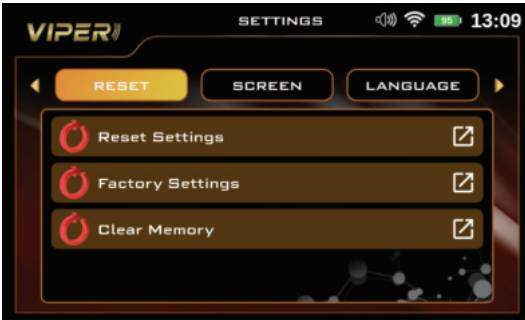 VIPER
SETTINGS
95
13:09
RESET
SCREEN
LANGUAGE
Reset Settings
Factory Settings
Clear Memory